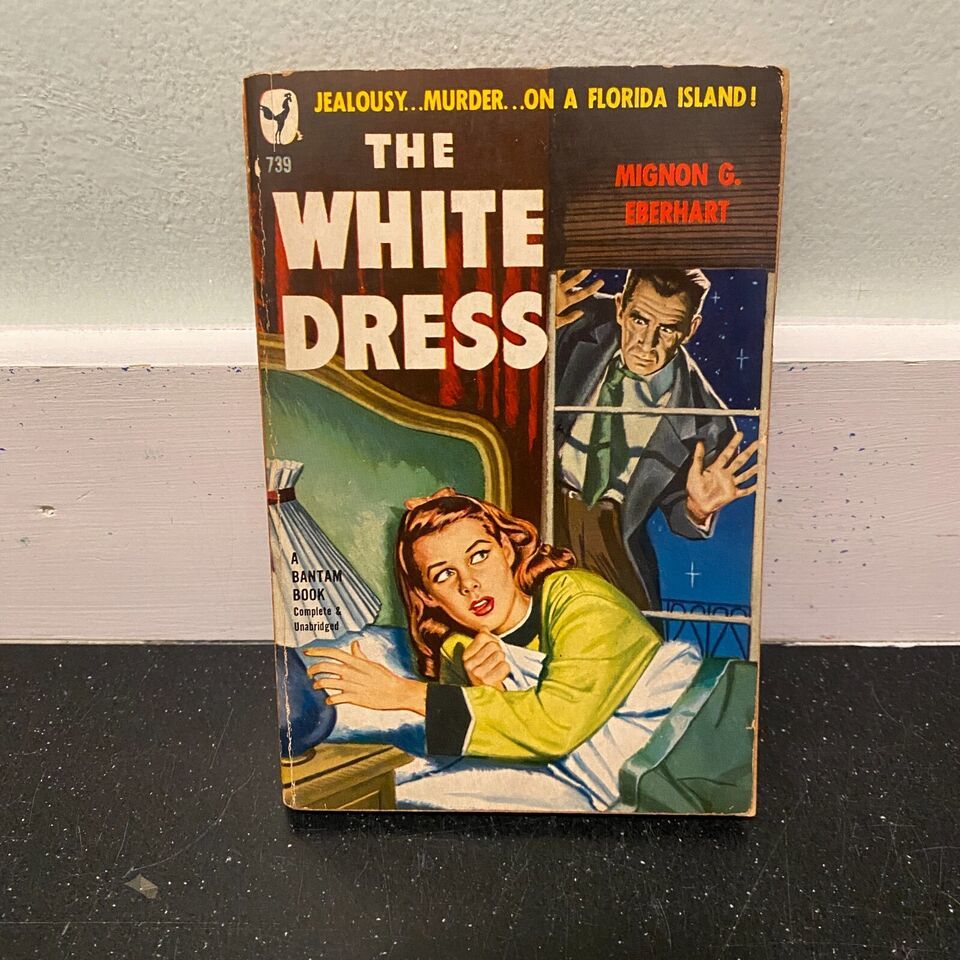 JEALOUSY...MURDER...ON A FLORIDA ISLAND!
739
THE
WHITE
DRESS
MIGNON G.
EBERHART
A
BANTAM
BOOK
Complete &
Unabridged